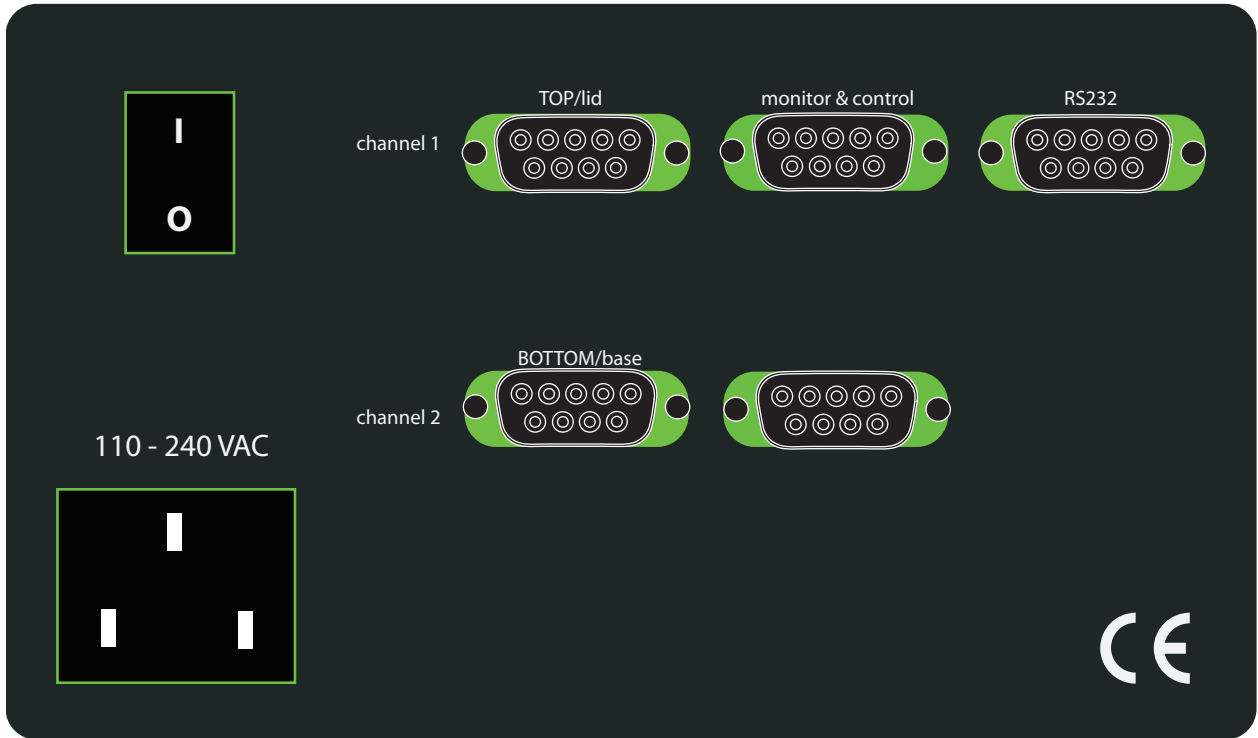 I
O
TOP/lid
monitor & control
RS232
channel 1
BOTTOM/base
channel 2
110 - 240 VAC
CE